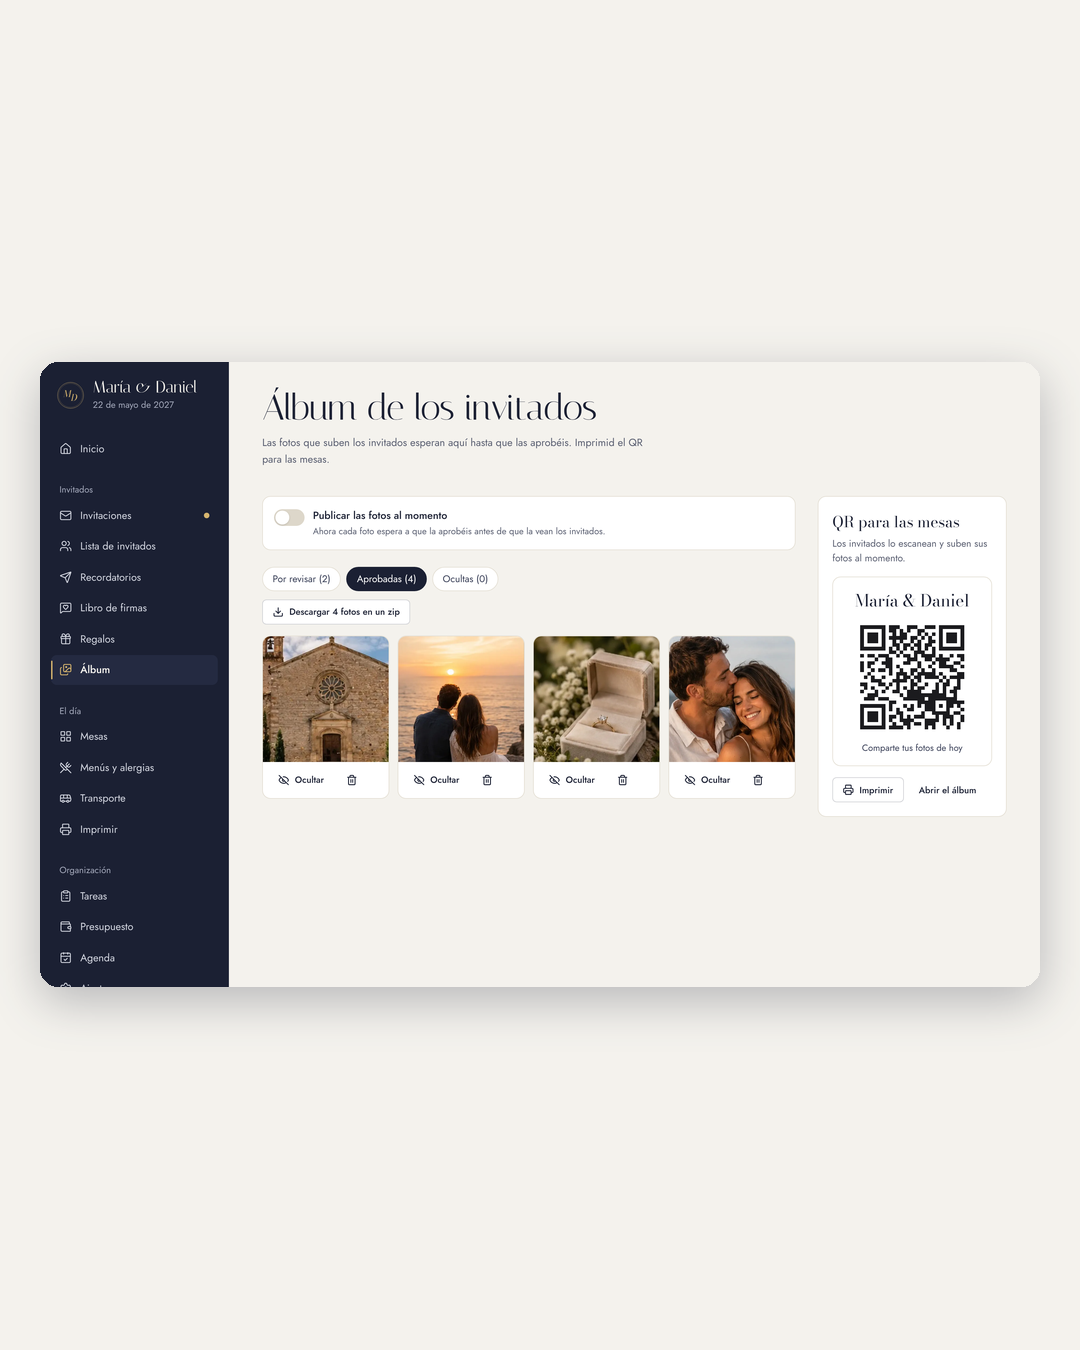 María & Daniel
MD
22 de mayo de 2027
Inicio
Invitados
Invitaciones
Lista de invitados
Recordatorios
Libro de firmas
Regalos
Álbum
El día
Mesas
Menús y alergias
Transporte
Imprimir
Organización
Tareas
Presupuesto
Agenda
Álbum de los invitados
Las fotos que suben los invitados esperan aquí hasta que las aprobéis. Imprimid el QR
para las mesas.
Publicar las fotos al momento
Ahora cada foto espera a que la aprobéis antes de que la vean los invitados.
Por revisar (2)
Aprobadas (4)
Ocultas (0)
Descargar 4 fotos en un zip
Ocultar
Ocultar
Ocultar
Ocultar
QR para las mesas
Los invitados lo escanean y suben sus
fotos al momento.
María & Daniel
Comparte tus fotos de hoy
Imprimir
Abrir el álbum